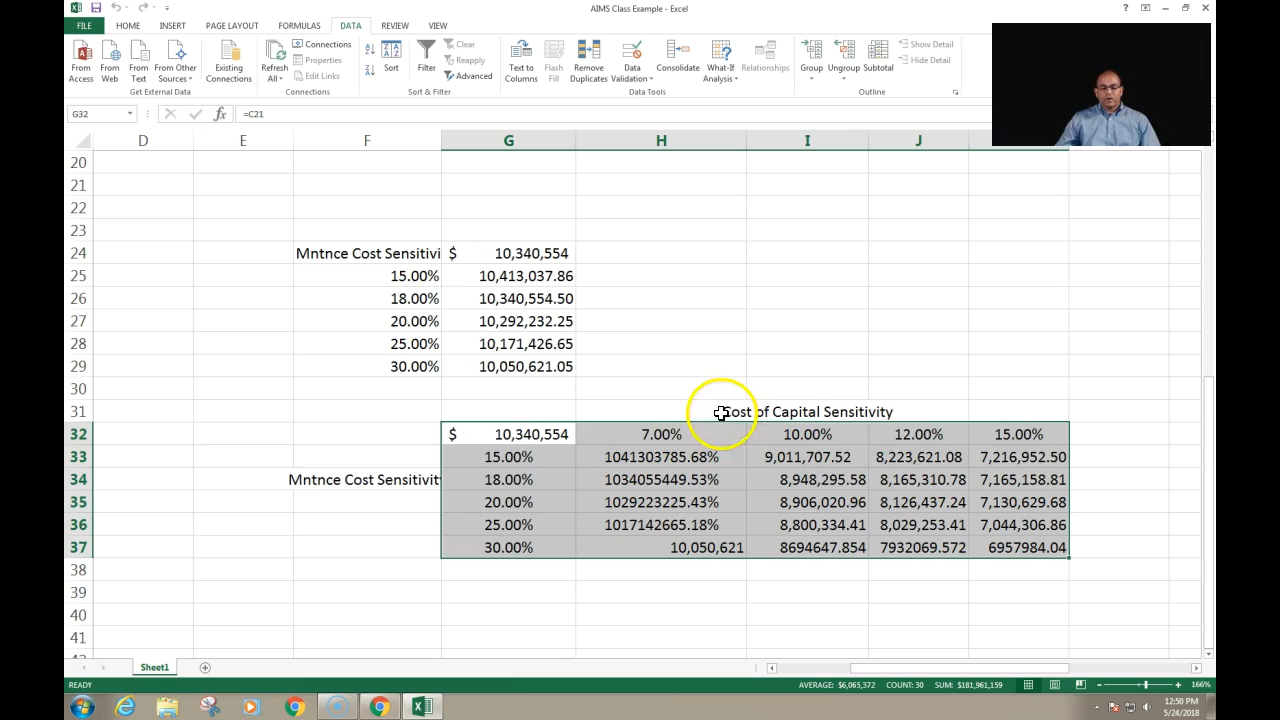 AIMS Class Example - Excel
FILE HOME INSERT PAGE LAYOUT FORMULAS DATA REVIEW VIEW
From Access From Web From Text From Other Sources Existing Connections Refresh All Connections Properties Edit Links Sort Filter Clear Reapply Advanced Text to Columns Flash Fill Remove Duplicates Data Validation Consolidate What-If Analysis Relationships Group Ungroup Subtotal Show Detail Hide Detail
Get External Data Connections Sort & Filter Data Tools Outline
G32 =C21
D E F G H I J
20
21
22
23
24 Mntnce Cost Sensitivi $ 10,340,554
25 15.00% 10,413,037.86
26 18.00% 10,340,554.50
27 20.00% 10,292,232.25
28 25.00% 10,171,426.65
29 30.00% 10,050,621.05
30
31 Cost of Capital Sensitivity
32 $ 10,340,554 7.00% 10.00% 12.00% 15.00%
33 15.00% 1041303785.68% 9,011,707.52 8,223,621.08 7,216,952.50
34 Mntnce Cost Sensitivity 18.00% 1034055449.53% 8,948,295.58 8,165,310.78 7,165,158.81
35 20.00% 1029223225.43% 8,906,020.96 8,126,437.24 7,130,629.68
36 25.00% 1017142665.18% 8,800,334.41 8,029,253.41 7,044,306.86
37 30.00% 10,050,621 8694647.854 7932069.572 6957984.04
38
39
40
41
Sheet1
READY AVERAGE: $6,065,372 COUNT: 30 SUM: $181,961,159 166%
12:50 PM
5/24/2018